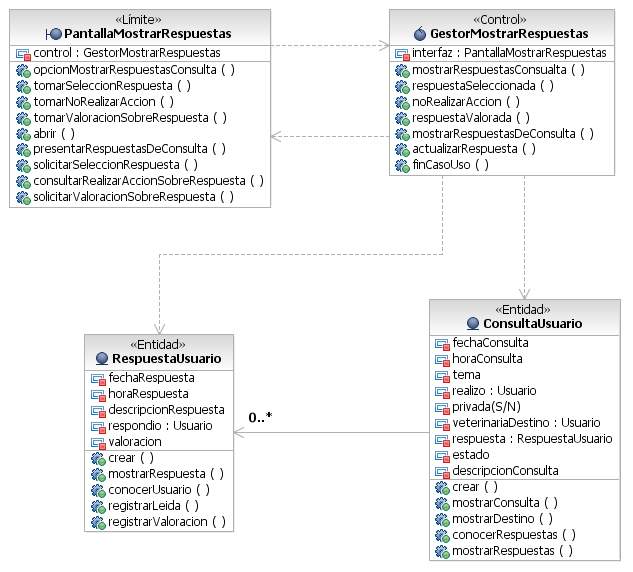 «Límite»
PantallaMostrarRespuestas
control : GestorMostrarRespuestas
opcionMostrarRespuestasConsulta ( )
tomarSeleccionRespuesta ( )
tomarNoRealizarAccion ( )
tomarValoracionSobreRespuesta ( )
abrir ( )
presentarRespuestasDeConsulta ( )
solicitarSeleccionRespuesta ( )
consultarRealizarAccionSobreRespuesta ( )
solicitarValoracionSobreRespuesta ( )
«Control»
GestorMostrarRespuestas
interfaz : PantallaMostrarRespuestas
mostrarRespuestasConsualta ( )
respuestaSeleccionada ( )
noRealizarAccion ( )
respuestaValorada ( )
mostrarRespuestasDeConsulta ( )
actualizarRespuesta ( )
finCasoUso ( )
«Entidad»
RespuestaUsuario
fechaRespuesta
horaRespuesta
descripcionRespuesta
respondio : Usuario
valoracion
crear ( )
mostrarRespuesta ( )
conocerUsuario ( )
registrarLeida ( )
registrarValoracion ( )
0..*
«Entidad»
ConsultaUsuario
fechaConsulta
horaConsulta
tema
realizo : Usuario
privada(S/N)
veterinariaDestino : Usuario
respuesta : RespuestaUsuario
estado
descripcionConsulta
crear ( )
mostrarConsulta ( )
mostrarDestino ( )
conocerRespuestas ( )
mostrarRespuestas ( )